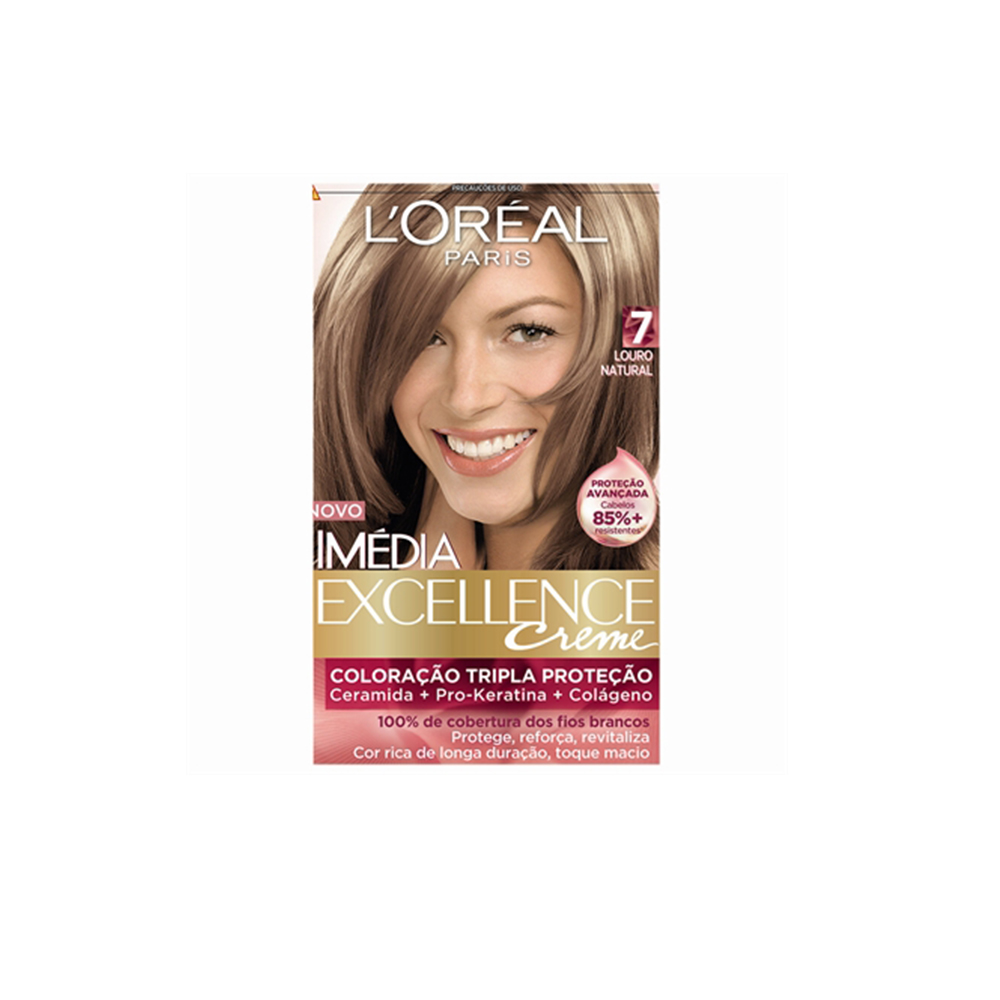 PRECAUÇÕES DE USO
L'ORÉAL
PARIS
7
LOURO
NATURAL
PROTEÇÃO
AVANÇADA
Cabelos
85%+
resistentes
NOVO
IMÉDIA
EXCELLENCE
Creme
COLORAÇÃO TRIPLA PROTEÇÃO
Ceramida + Pro-Keratina + Colágeno
100% de cobertura dos fios brancos
Protege, reforça, revitaliza
Cor rica de longa duração, toque macio